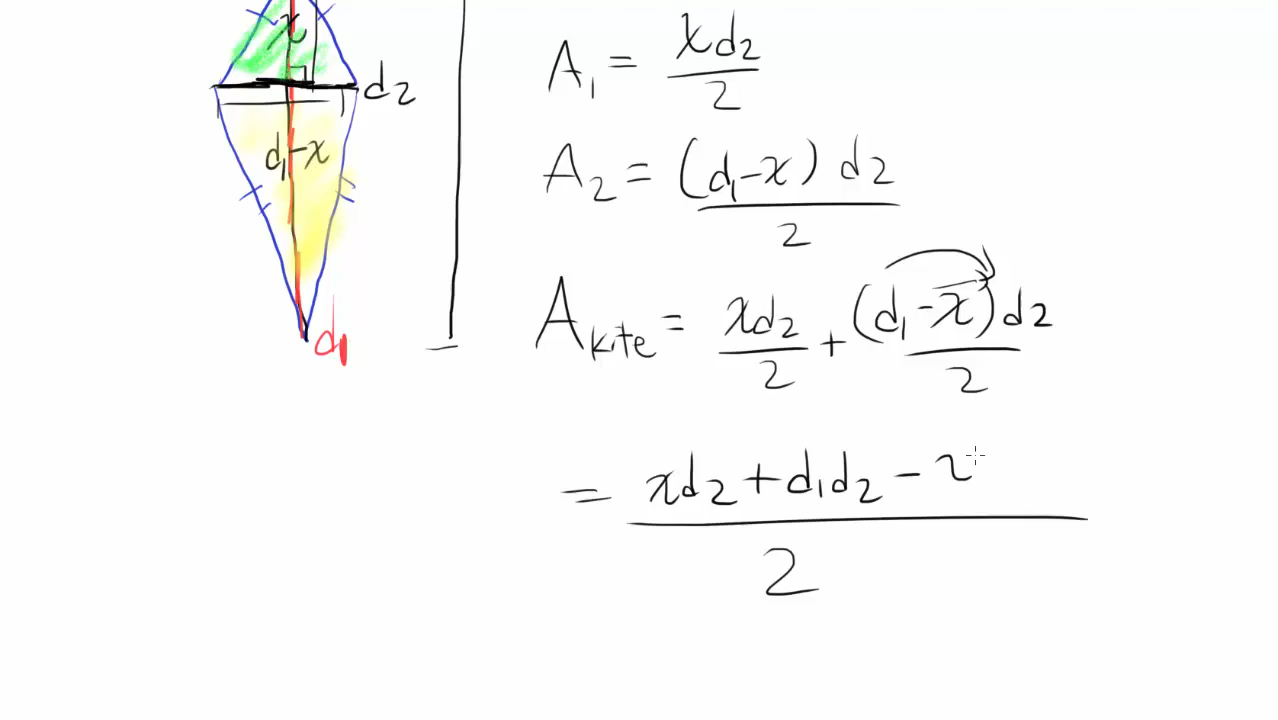 x
d2
d1-x
d1
A1 = xd2/2
A2 = (d1-x) d2/2
Akite = xd2/2 + (d1-x)d2/2
= xd2 + d1d2 -
2